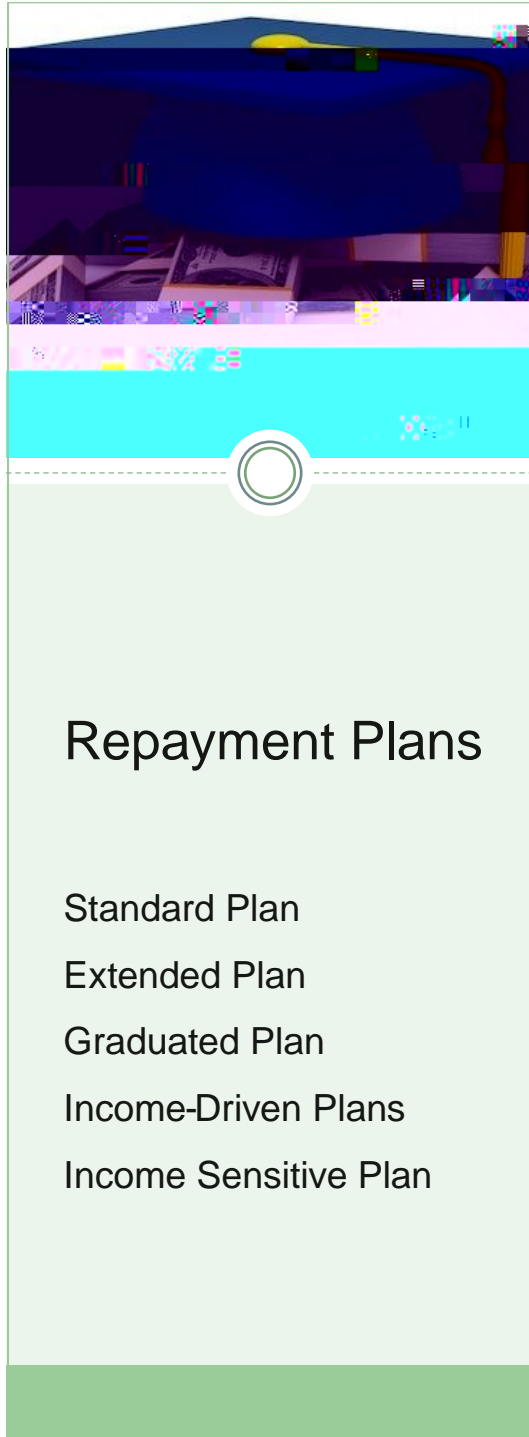 Repayment Plans
Standard Plan
Extended Plan
Graduated Plan
Income-Driven Plans
Income Sensitive Plan